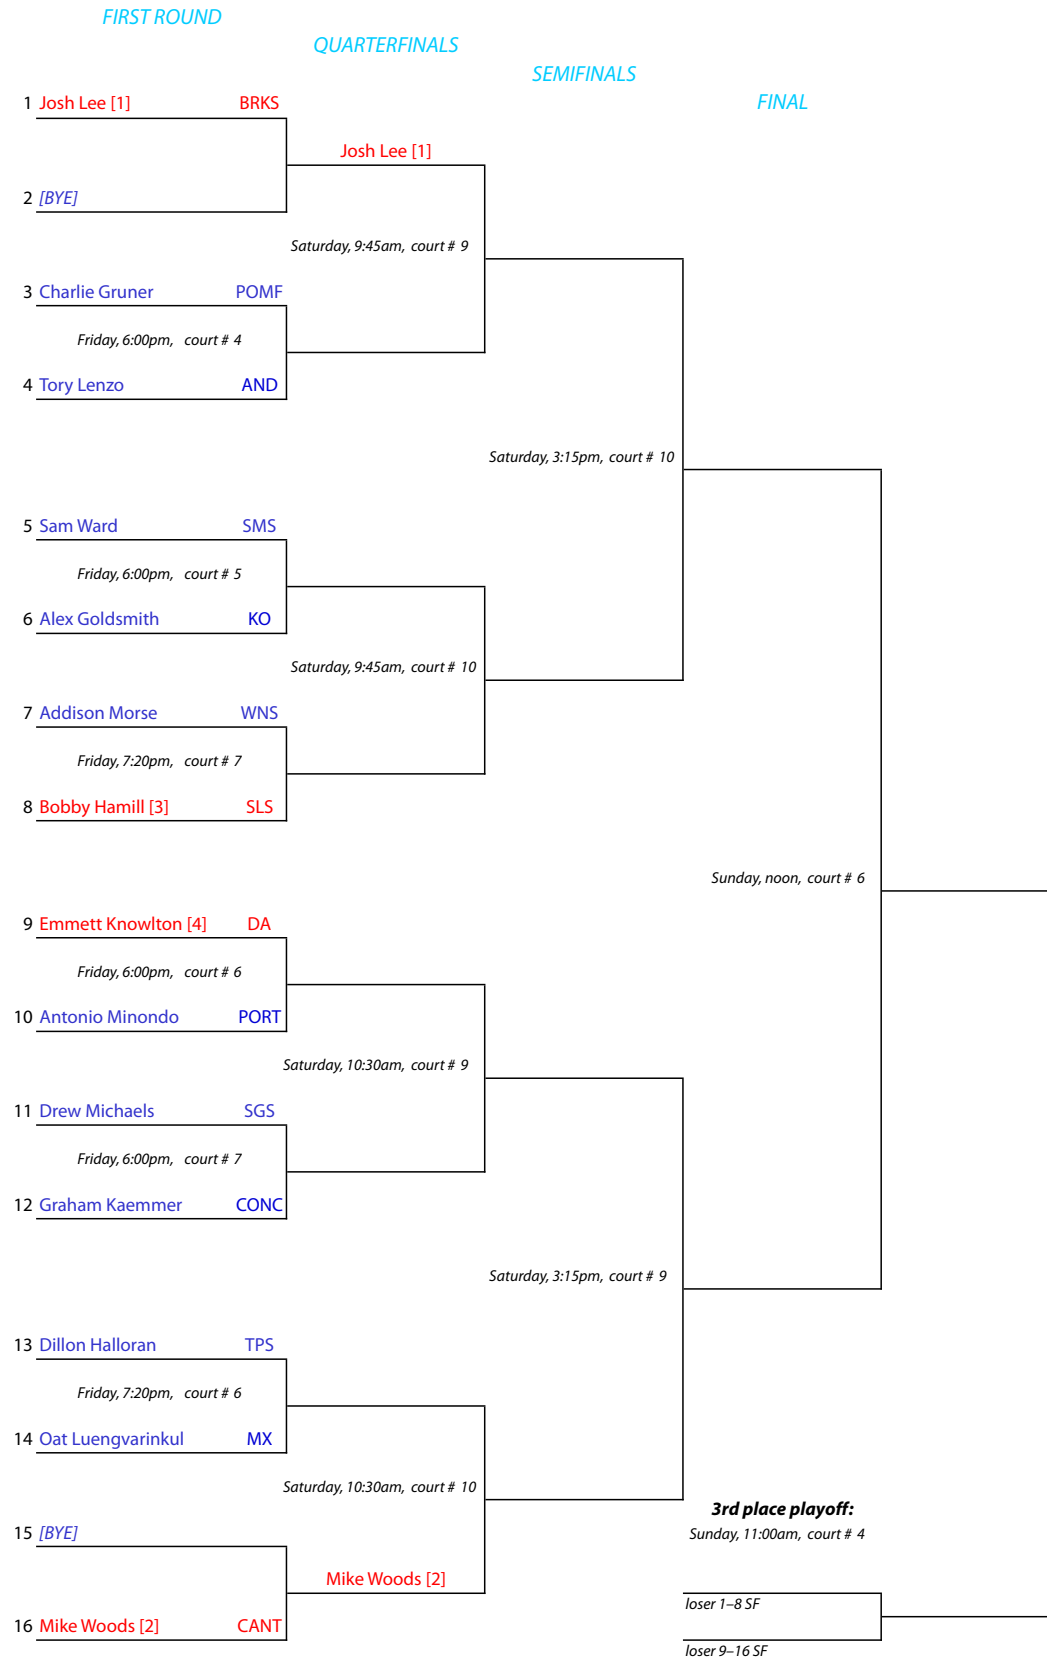 FIRST ROUND
QUARTERFINALS
SEMIFINALS
FINAL
1 Josh Lee [1] BRKS
Josh Lee [1]
2 [BYE]
Saturday, 9:45am, court # 9
3 Charlie Gruner POMF
Friday, 6:00pm, court # 4
4 Tory Lenzo AND
Saturday, 3:15pm, court # 10
5 Sam Ward SMS
Friday, 6:00pm, court # 5
6 Alex Goldsmith KO
Saturday, 9:45am, court # 10
7 Addison Morse WNS
Friday, 7:20pm, court # 7
8 Bobby Hamill [3] SLS
Sunday, noon, court # 6
9 Emmett Knowlton [4] DA
Friday, 6:00pm, court # 6
10 Antonio Minondo PORT
Saturday, 10:30am, court # 9
11 Drew Michaels SGS
Friday, 6:00pm, court # 7
12 Graham Kaemmer CONC
Saturday, 3:15pm, court # 9
13 Dillon Halloran TPS
Friday, 7:20pm, court # 6
14 Oat Luengvarinkul MX
Saturday, 10:30am, court # 10
3rd place playoff:
15 [BYE]
Sunday, 11:00am, court # 4
Mike Woods [2]
loser 1–8 SF
16 Mike Woods [2] CANT
loser 9–16 SF